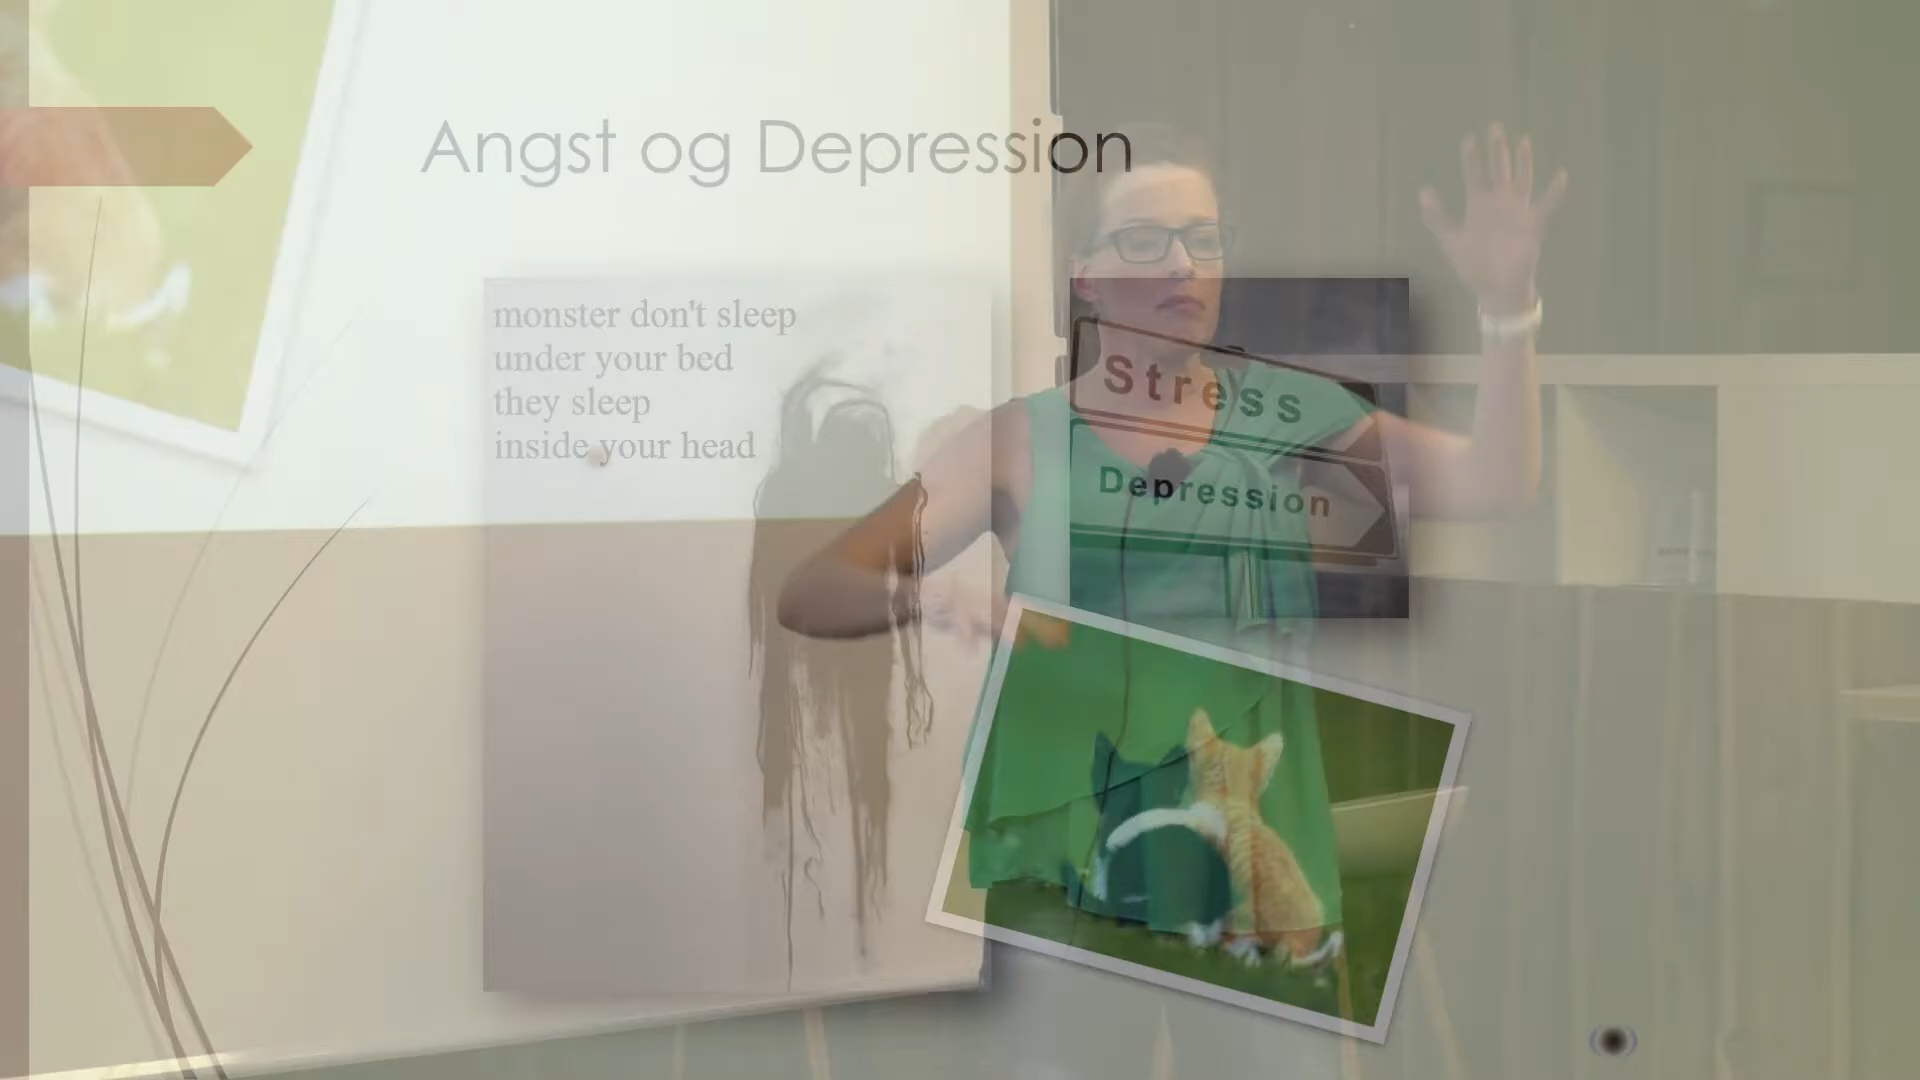 Angst og Depression
monster don't sleep
under your bed
they sleep
inside your head
Stress
Depression